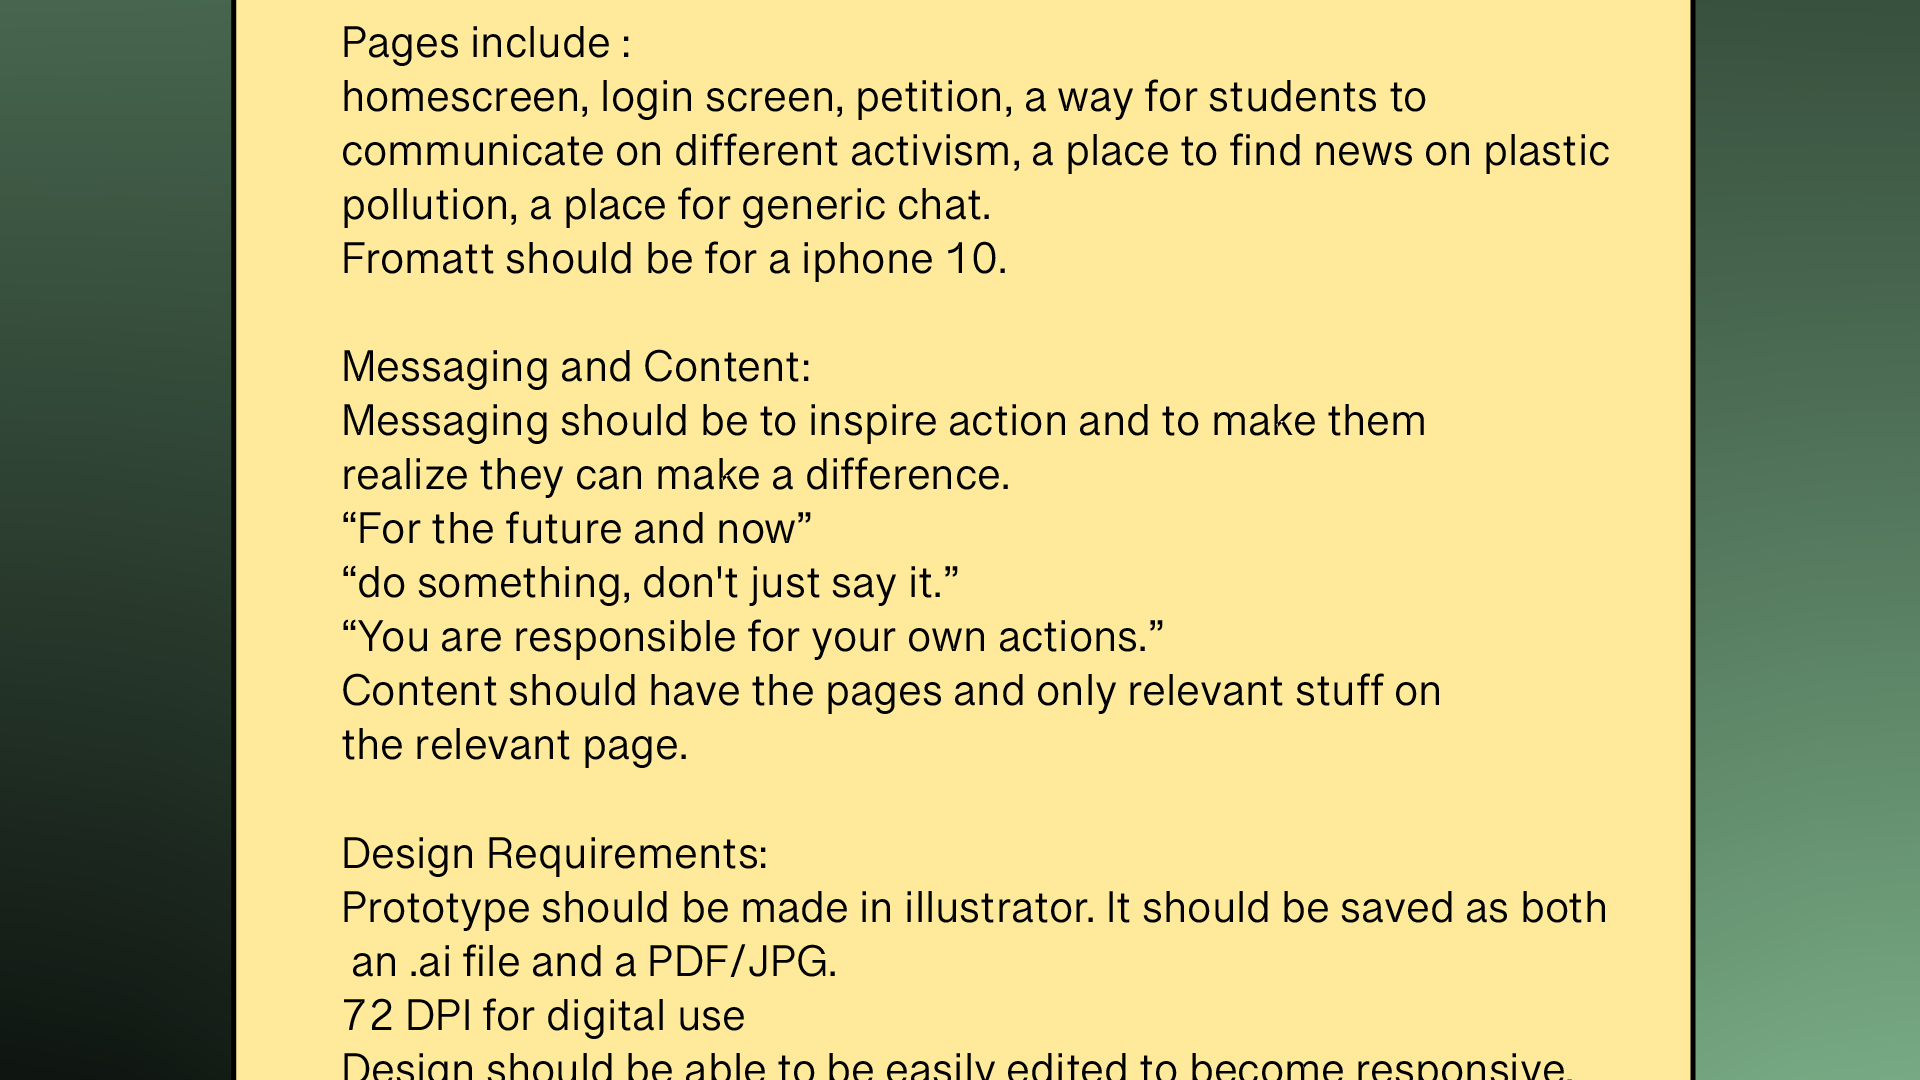 Pages include :
homescreen, login screen, petition, a way for students to
communicate on different activism, a place to find news on plastic
pollution, a place for generic chat.
Fromatt should be for a iphone 10.
Messaging and Content:
Messaging should be to inspire action and to make them
realize they can make a difference.
“For the future and now”
“do something, don't just say it.”
“You are responsible for your own actions.”
Content should have the pages and only relevant stuff on
the relevant page.
Design Requirements:
Prototype should be made in illustrator. It should be saved as both
an .ai file and a PDF/JPG.
72 DPI for digital use
Design should be able to be easily edited to become responsive.